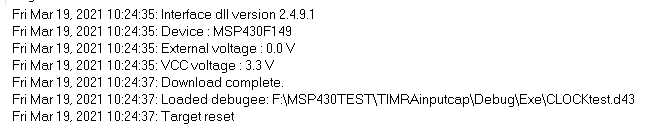 Fri Mar 19, 2021 10:24:35: Interface dll version 2.4.9.1
Fri Mar 19, 2021 10:24:35: Device : MSP430F149
Fri Mar 19, 2021 10:24:35: External voltage : 0.0 V
Fri Mar 19, 2021 10:24:35: VCC voltage : 3.3 V
Fri Mar 19, 2021 10:24:37: Download complete.
Fri Mar 19, 2021 10:24:37: Loaded debugee: F:\MSP430TEST\TIMRAinputcap\Debug\Exe\CLOCKtest.d43
Fri Mar 19, 2021 10:24:37: Target reset